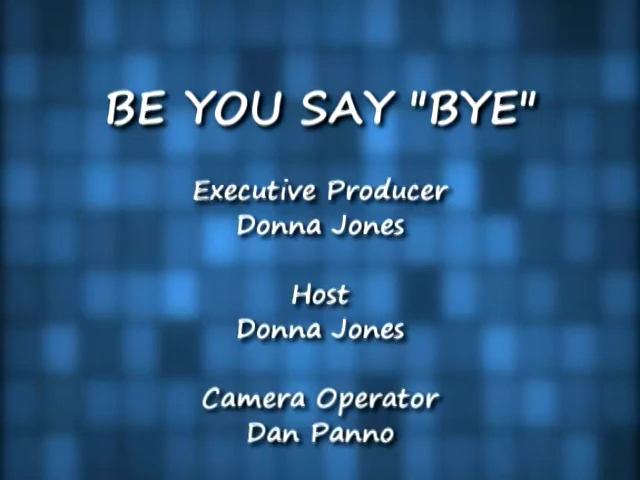 BE YOU SAY "BYE"
Executive Producer
Donna Jones
Host
Donna Jones
Camera Operator
Dan Panno